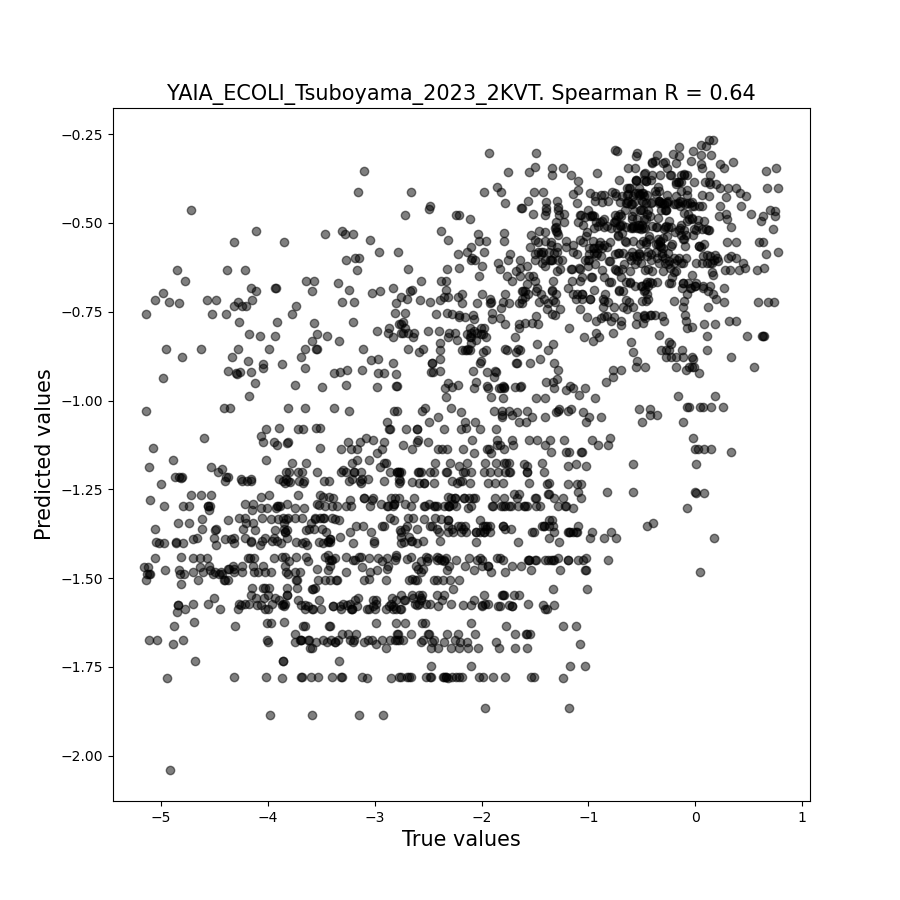 YAIA_ECOLI_Tsuboyama_2023_2KVT. Spearman R = 0.64
−0.25
−0.50
−0.75
−1.00
−1.25
−1.50
−1.75
−2.00
Predicted values
−5 −4 −3 −2 −1 0 1
True values